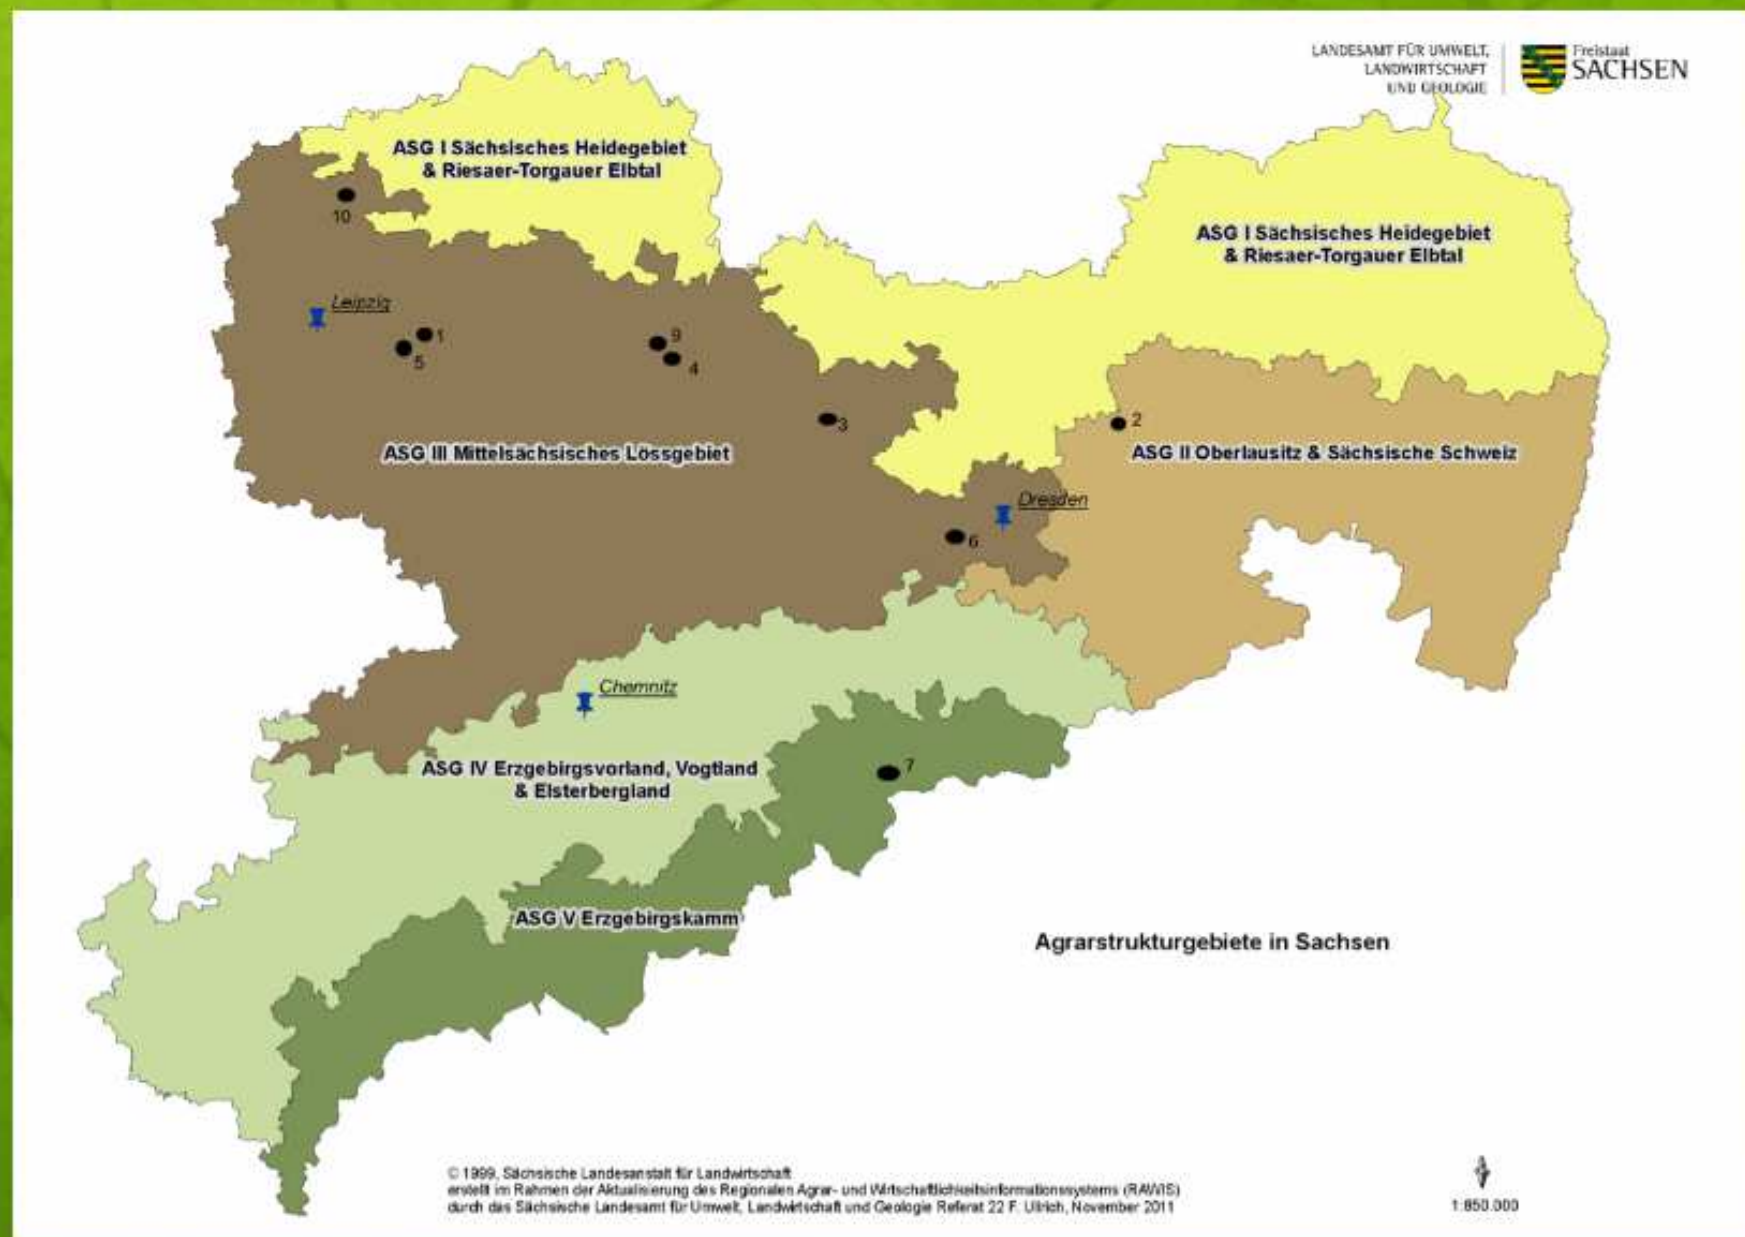 LANDESAMT FÜR UMWELT,
LANDWIRTSCHAFT
UND GEOLOGIE
Freistaat
SACHSEN
ASG I Sächsisches Heidegebiet
& Riesaer-Torgauer Elbtal
10
ASG I Sächsisches Heidegebiet
& Riesaer-Torgauer Elbtal
Leipzig
1
5
9
4
3
2
ASG III Mittelsächsisches Lössgebiet
ASG II Oberlausitz & Sächsische Schweiz
Dresden
6
Chemnitz
7
ASG IV Erzgebirgsvorland, Vogtland
& Elsterbergland
ASG V Erzgebirgskamm
Agrarstrukturgebiete in Sachsen
© 1999, Sächsische Landesanstalt für Landwirtschaft
erstellt im Rahmen der Aktualisierung des Regionalen Agrar- und Wirtschaftlichkeitsinformationssystems (RAWIS)
durch das Sächsische Landesamt für Umwelt, Landwirtschaft und Geologie Referat 22 F. Ullrich, November 2011
1:850.000